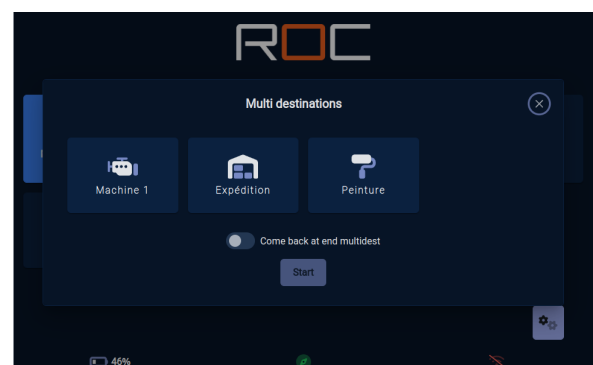 ROC
Multi destinations
Machine 1
Expédition
Peinture
Come back at end multidest
Start
46%